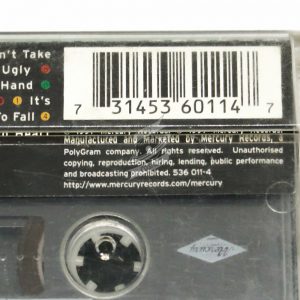 n't Take
Ugly
Hand
It's
To Fall
7 31453 60114 7
Manufactured and Marketed by Mercury Records,
PolyGram company. All rights reserved. Unauthorised
copying, reproduction, hiring, lending, public performance
and broadcasting prohibited. 536 011-4
http://www.mercuryrecords.com/mercury